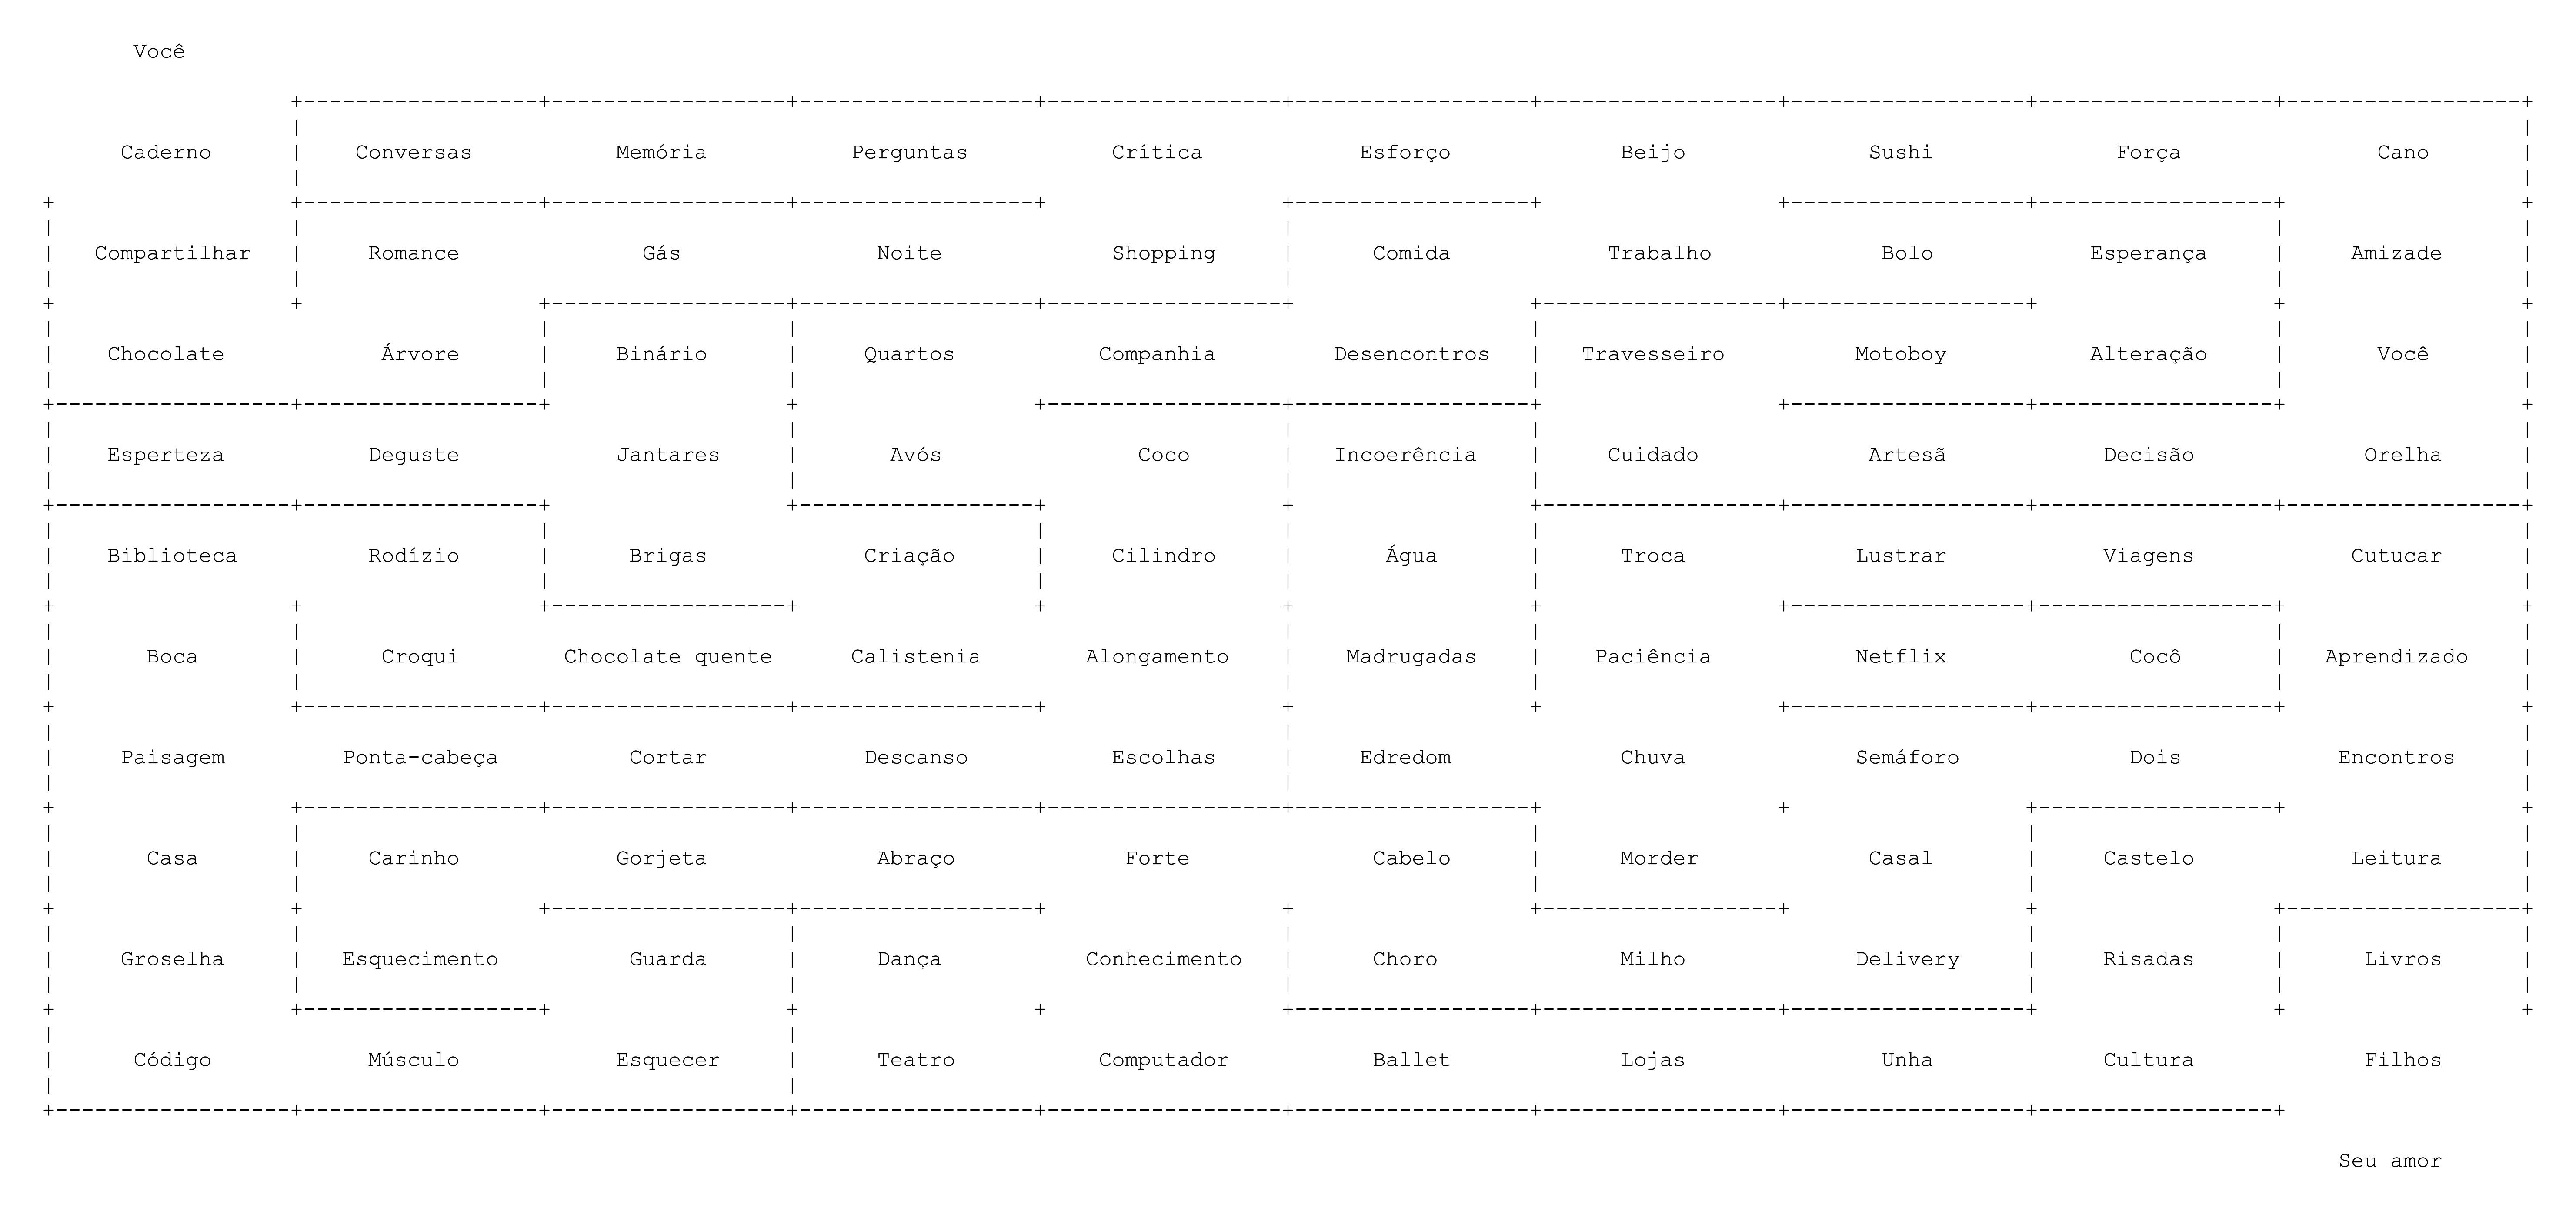 Você
Caderno Conversas Memória Perguntas Crítica Esforço Beijo Sushi Força Cano
Compartilhar Romance Gás Noite Shopping Comida Trabalho Bolo Esperança Amizade
Chocolate Árvore Binário Quartos Companhia Desencontros Travesseiro Motoboy Alteração Você
Esperteza Deguste Jantares Avós Coco Incoerência Cuidado Artesã Decisão Orelha
Biblioteca Rodízio Brigas Criação Cilindro Água Troca Lustrar Viagens Cutucar
Boca Croqui Chocolate quente Calistenia Alongamento Madrugadas Paciência Netflix Cocô Aprendizado
Paisagem Ponta-cabeça Cortar Descanso Escolhas Edredom Chuva Semáforo Dois Encontros
Casa Carinho Gorjeta Abraço Forte Cabelo Morder Casal Castelo Leitura
Groselha Esquecimento Guarda Dança Conhecimento Choro Milho Delivery Risadas Livros
Código Músculo Esquecer Teatro Computador Ballet Lojas Unha Cultura Filhos
Seu amor